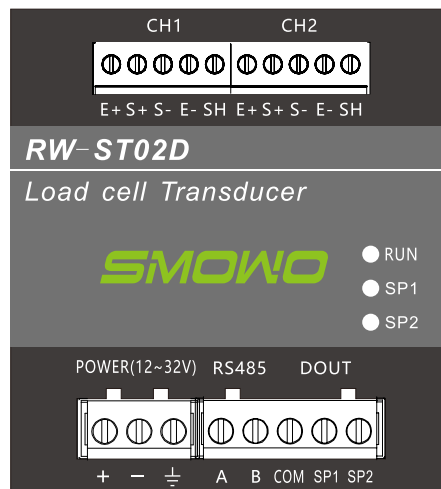 CH1 CH2
E+ S+ S- E- SH E+ S+ S- E- SH
RW-ST02D
Load cell Transducer
SMOWO
RUN
SP1
SP2
POWER(12~32V) RS485 DOUT
+ - ⏚ A B COM SP1 SP2